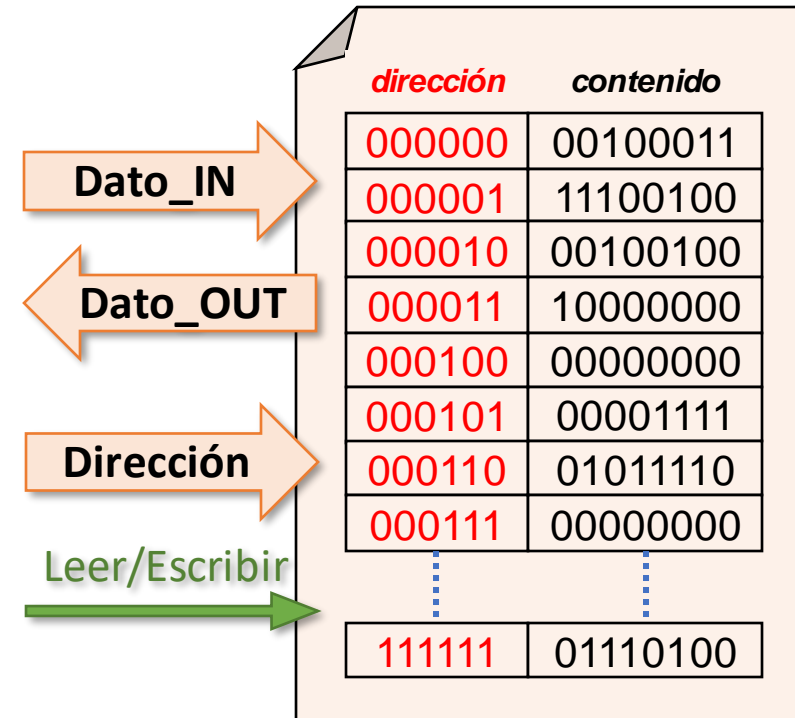 dirección contenido
000000 00100011
Dato_IN
000001 11100100
000010 00100100
Dato_OUT
000011 10000000
000100 00000000
000101 00001111
Dirección
000110 01011110
000111 00000000
Leer/Escribir
111111 01110100